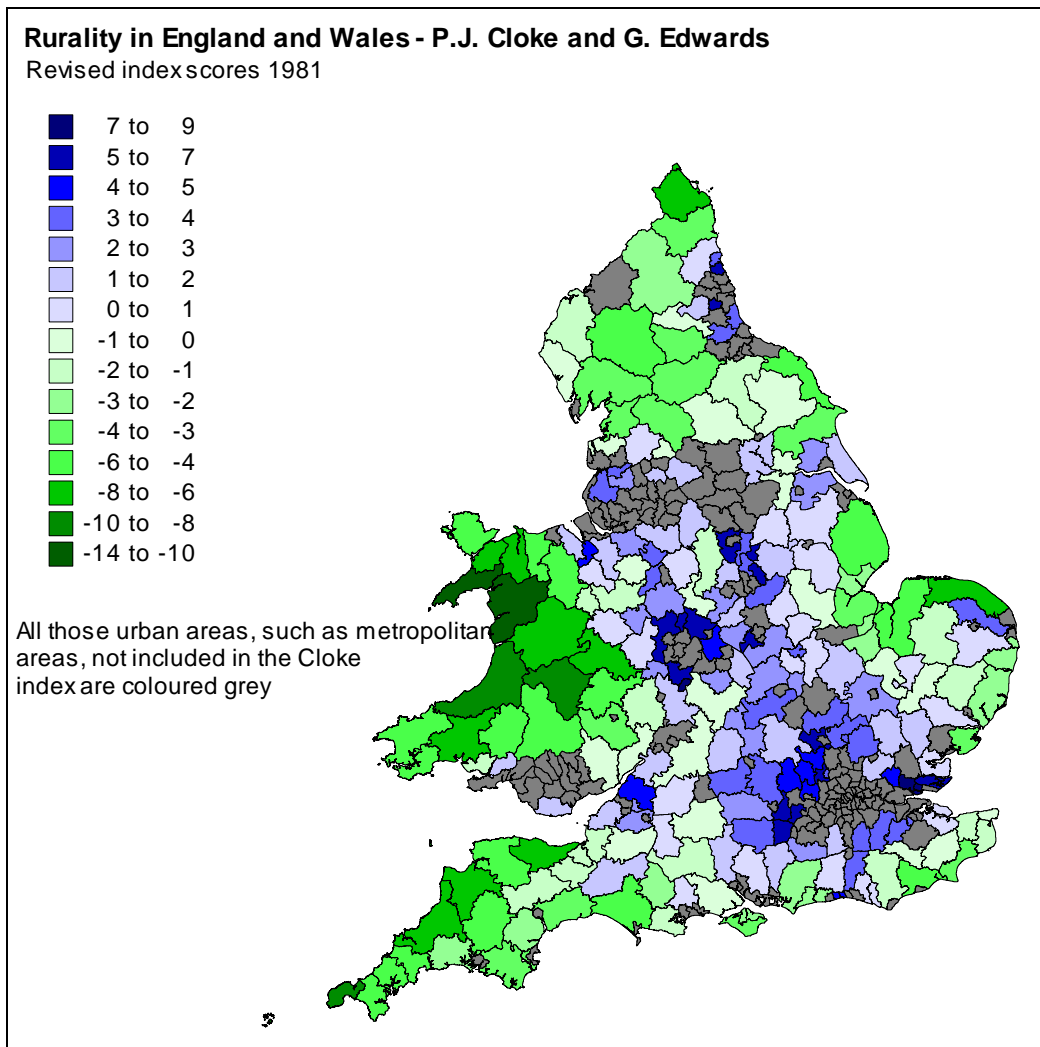 Rurality in England and Wales - P.J. Cloke and G. Edwards
Revised index scores 1981
7 to 9
5 to 7
4 to 5
3 to 4
2 to 3
1 to 2
0 to 1
-1 to 0
-2 to -1
-3 to -2
-4 to -3
-6 to -4
-8 to -6
-10 to -8
-14 to -10
All those urban areas, such as metropolitan
areas, not included in the Cloke
index are coloured grey